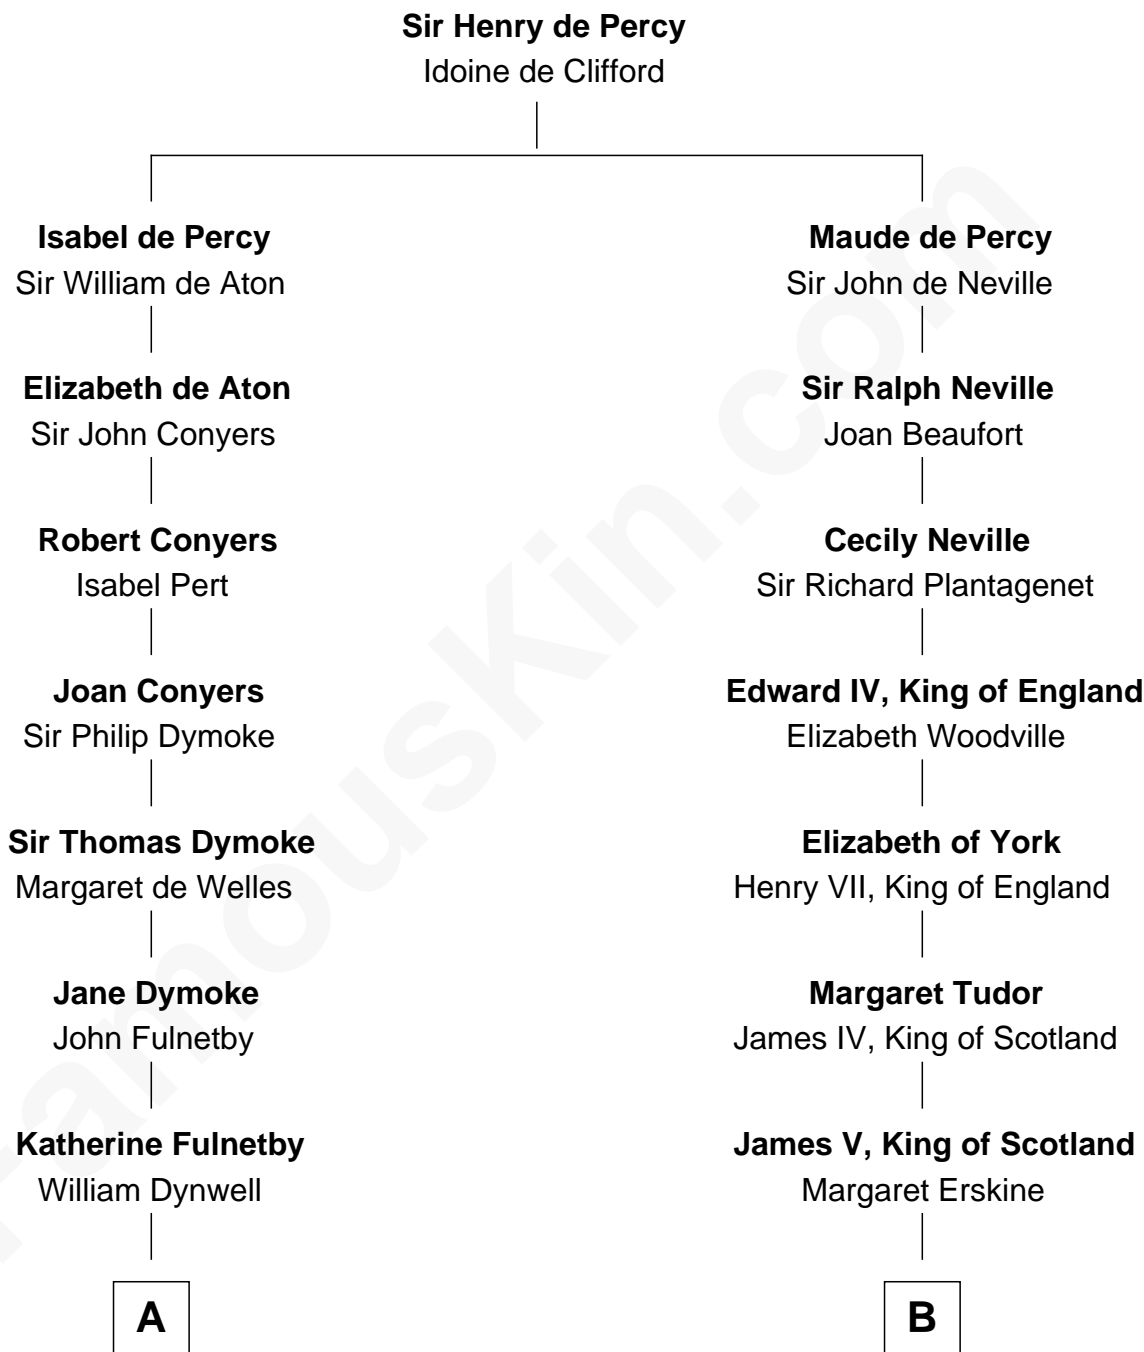 Sir Henry de Percy
Idoine de Clifford
Isabel de Percy
Sir William de Aton
Elizabeth de Aton
Sir John Conyers
Robert Conyers
Isabel Pert
Joan Conyers
Sir Philip Dymoke
Sir Thomas Dymoke
Margaret de Welles
Jane Dymoke
John Fulnetby
Katherine Fulnetby
William Dynwell
A
Maude de Percy
Sir John de Neville
Sir Ralph Neville
Joan Beaufort
Cecily Neville
Sir Richard Plantagenet
Edward IV, King of England
Elizabeth Woodville
Elizabeth of York
Henry VII, King of England
Margaret Tudor
James IV, King of Scotland
James V, King of Scotland
Margaret Erskine
B
FamousKin.com